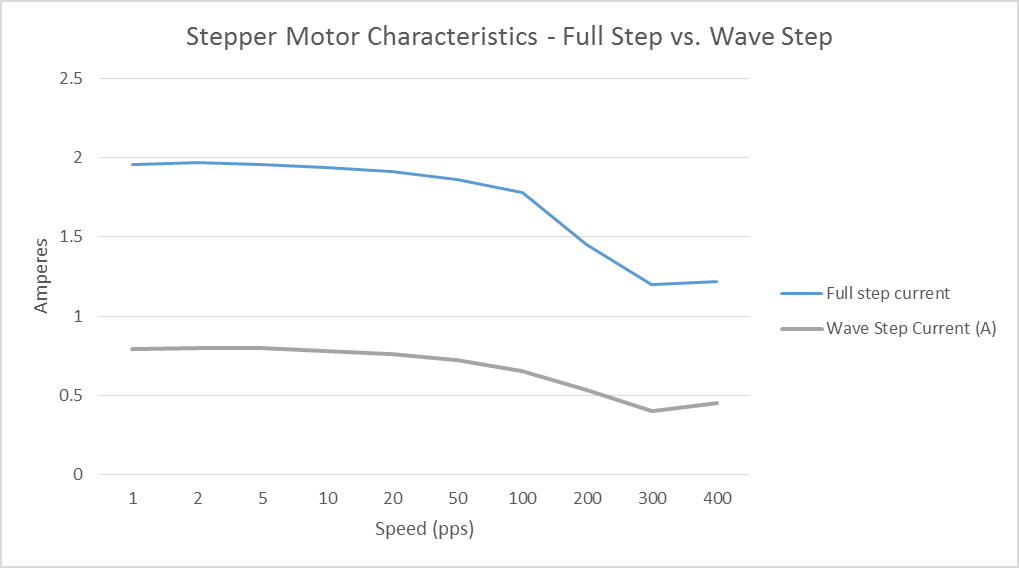 Stepper Motor Characteristics - Full Step vs. Wave Step
2.5
2
1.5
1
0.5
0
Amperes
1 2 5 10 20 50 100 200 300 400
Speed (pps)
Full step current
Wave Step Current (A)